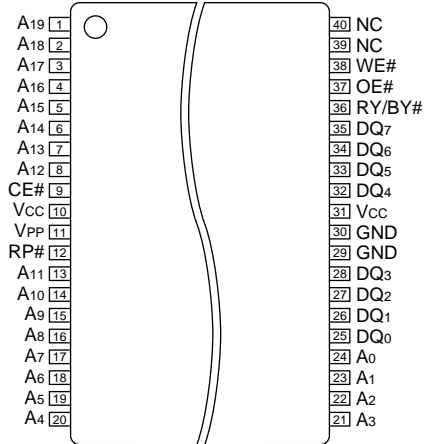 A19 1
A18 2
A17 3
A16 4
A15 5
A14 6
A13 7
A12 8
CE# 9
VCC 10
VPP 11
RP# 12
A11 13
A10 14
A9 15
A8 16
A7 17
A6 18
A5 19
A4 20
40 NC
39 NC
38 WE#
37 OE#
36 RY/BY#
35 DQ7
34 DQ6
33 DQ5
32 DQ4
31 VCC
30 GND
29 GND
28 DQ3
27 DQ2
26 DQ1
25 DQ0
24 A0
23 A1
22 A2
21 A3